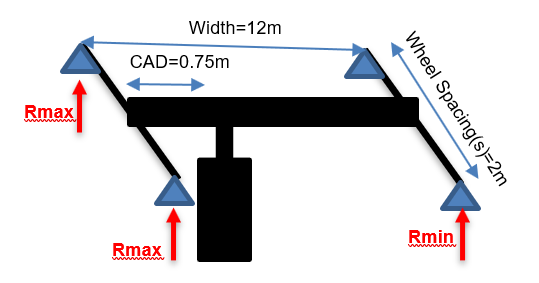 Width=12m
CAD=0.75m
Wheel Spacing(s)=2m
Rmax
Rmax
Rmin